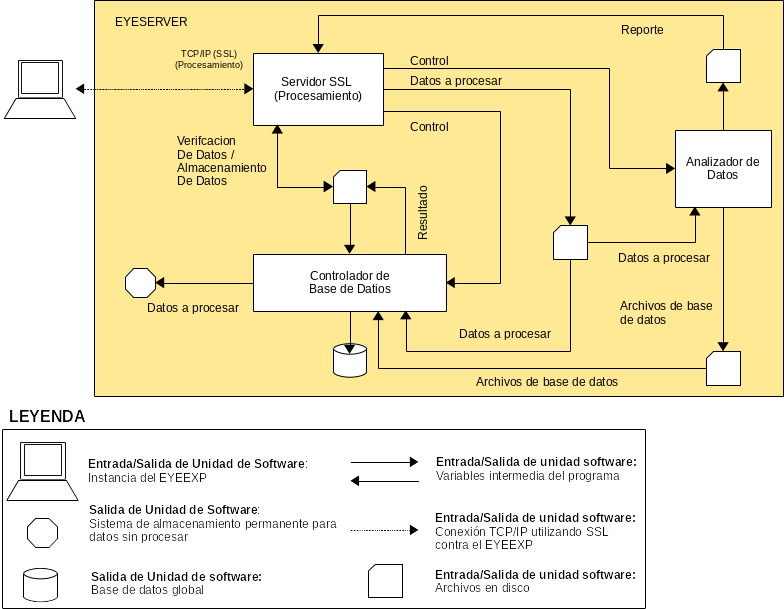 EYESERVER
Reporte
TCP/IP (SSL)
(Procesamiento)
Servidor SSL
(Procesamiento)
Control
Datos a procesar
Control
Verifcacion
De Datos /
Almacenamiento
De Datos
Analizador de
Datos
Resultado
Datos a procesar
Controlador de
Base de Datios
Datos a procesar
Archivos de base
de datos
Datos a procesar
Archivos de base de datos
LEYENDA
Entrada/Salida de Unidad de Software:
Instancia del EYEEXP
Entrada/Salida de unidad software:
Variables intermedia del programa
Salida de Unidad de Software:
Sistema de almacenamiento permanente para
datos sin procesar
Entrada/Salida de unidad software:
Conexión TCP/IP utilizando SSL
contra el EYEEXP
Salida de Unidad de software:
Base de datos global
Entrada/Salida de unidad software:
Archivos en disco